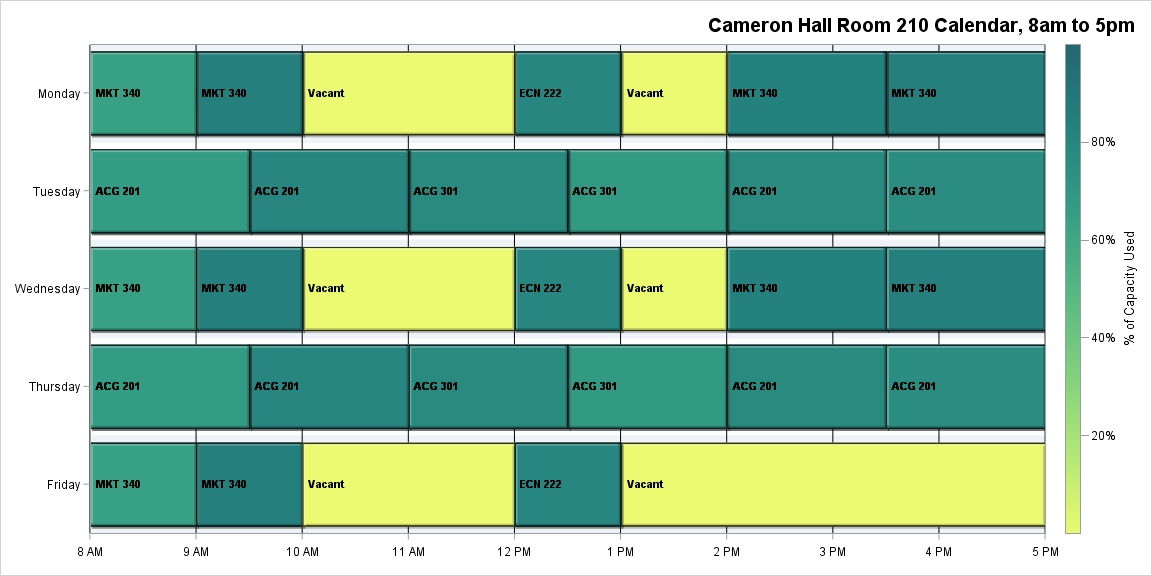 Cameron Hall Room 210 Calendar, 8am to 5pm
Monday
MKT 340
MKT 340
Vacant
ECN 222
Vacant
MKT 340
MKT 340
Tuesday
ACG 201
ACG 201
ACG 301
ACG 301
ACG 201
ACG 201
Wednesday
MKT 340
MKT 340
Vacant
ECN 222
Vacant
MKT 340
MKT 340
Thursday
ACG 201
ACG 201
ACG 301
ACG 301
ACG 201
ACG 201
Friday
MKT 340
MKT 340
Vacant
ECN 222
Vacant
8 AM
9 AM
10 AM
11 AM
12 PM
1 PM
2 PM
3 PM
4 PM
5 PM
80%
60%
40%
20%
% of Capacity Used